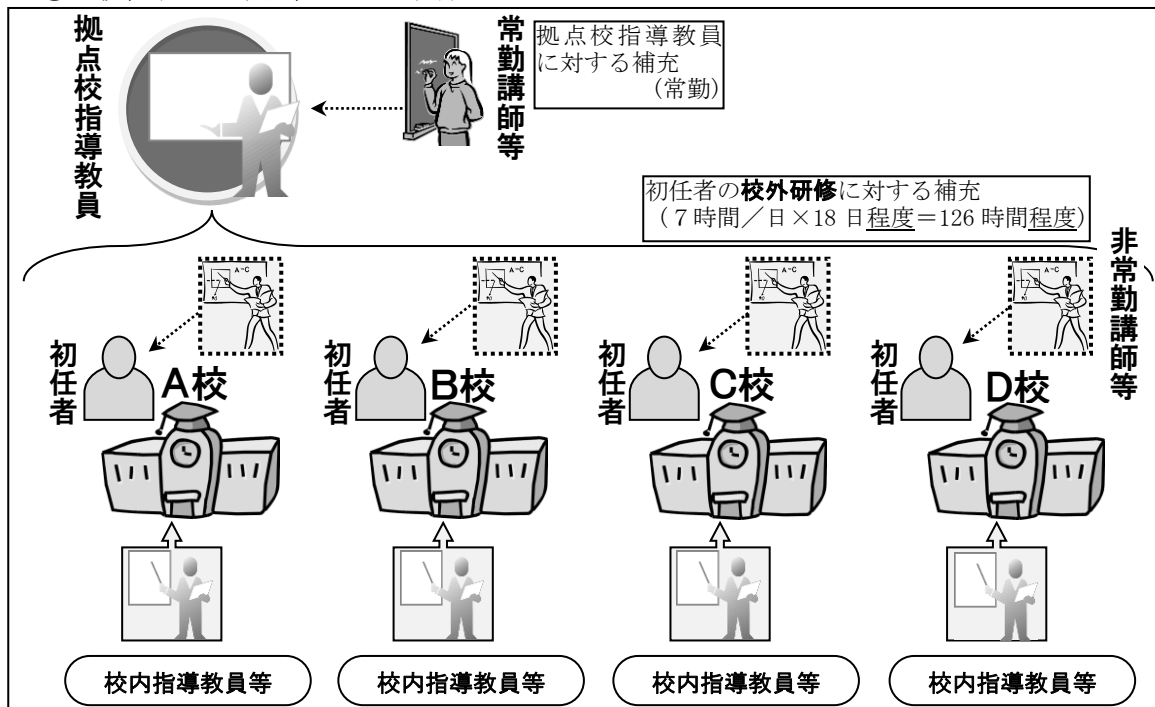 拠点校指導教員
常勤講師等
拠点校指導教員
に対する補充
(常勤)
初任者の校外研修に対する補充
(7時間/日×18日程度=126時間程度)
非常勤講師等
初任者
A校
初任者
B校
初任者
C校
初任者
D校
A-C
A-C
A-C
A-C
校内指導教員等
校内指導教員等
校内指導教員等
校内指導教員等